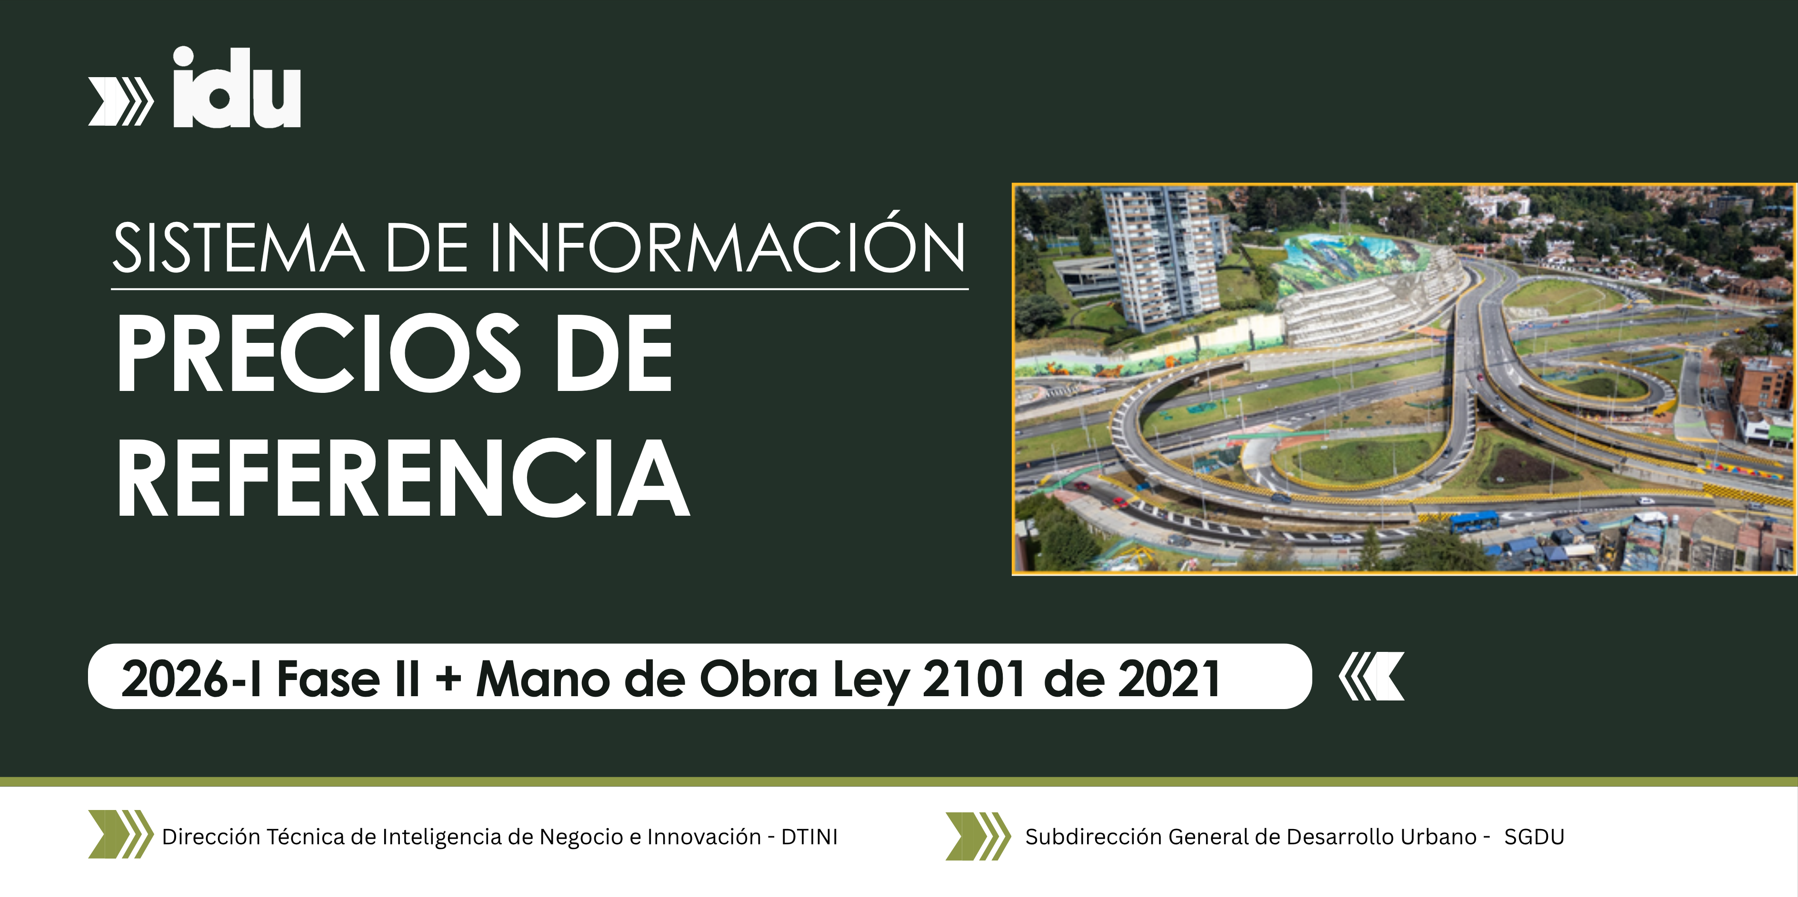 idu
SISTEMA DE INFORMACIÓN
PRECIOS DE
REFERENCIA
2026-I Fase II + Mano de Obra Ley 2101 de 2021
Dirección Técnica de Inteligencia de Negocio e Innovación - DTINI
Subdirección General de Desarrollo Urbano - SGDU